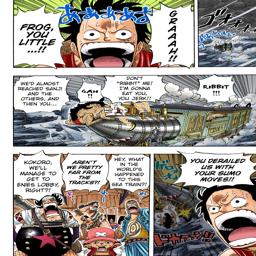 GRAAAH!!
FROG,
YOU
LITTLE
...!!
RIBBIT
!!!
DON'T
"RIBBIT" ME!
I'M GONNA
EAT YOU,
YOU JERK!!
GAH
!!!
WE'D ALMOST
REACHED SANJI
AND THE
OTHERS, AND
THEN YOU...
YOU DERAILED
US WITH
YOUR SUMO
MOVES!!
HEY, WHAT
IN THE
WORLD'S
HAPPENED TO
THIS SEA
TRAIN?!
AREN'T
WE PRETTY
FAR FROM
THE
TRACKS?!
KOKORO,
WE'LL
MANAGE TO
GET TO
ENIES LOBBY,
RIGHT?!